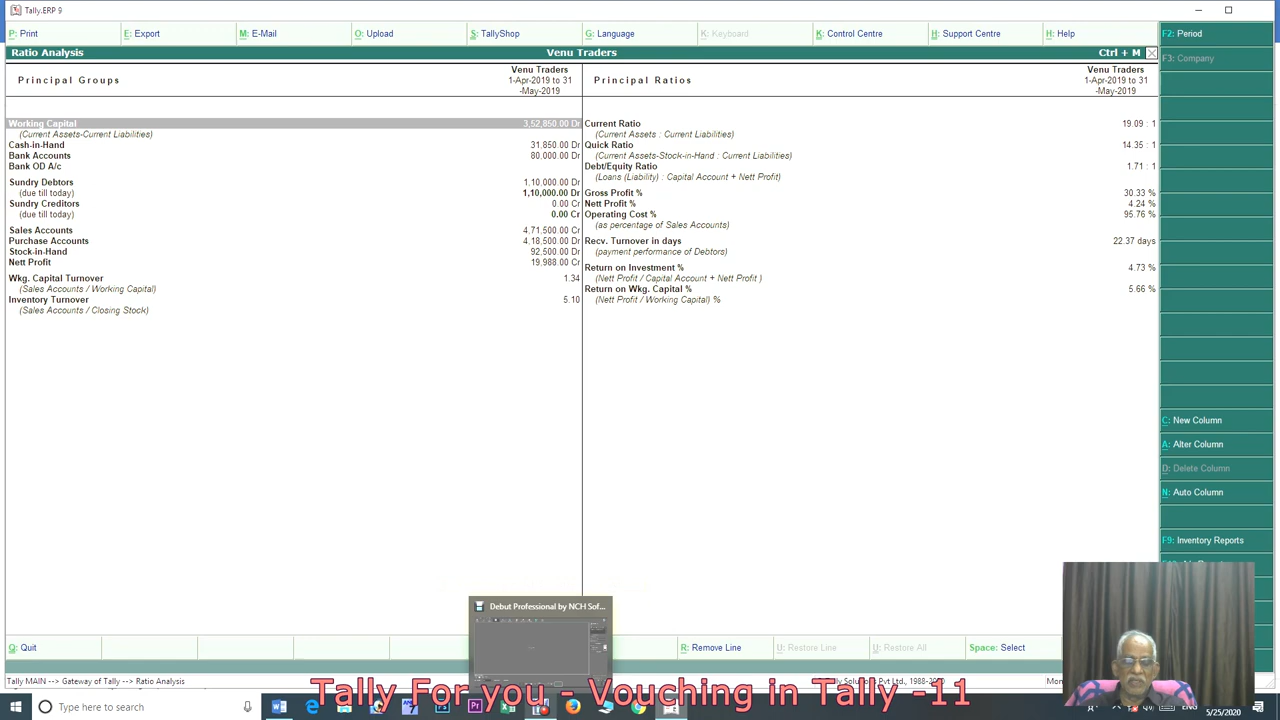 Tally.ERP 9
P: Print
E: Export
M: E-Mail
O: Upload
S: TallyShop
G: Language
K: Keyboard
K: Control Centre
H: Support Centre
H: Help
F2: Period
Ratio Analysis
Venu Traders
Ctrl + M
F3: Company
Principal Groups
Venu Traders
1-Apr-2019 to 31
-May-2019
Principal Ratios
Venu Traders
1-Apr-2019 to 31
-May-2019
Working Capital 3,52,850.00 Dr
(Current Assets-Current Liabilities)
Cash-in-Hand 31,850.00 Dr
Bank Accounts 80,000.00 Dr
Bank OD A/c
Sundry Debtors 1,10,000.00 Dr
(due till today) 1,10,000.00 Dr
Sundry Creditors 0.00 Cr
(due till today) 0.00 Cr
Sales Accounts 4,71,500.00 Cr
Purchase Accounts 4,18,500.00 Dr
Stock-in-Hand 92,500.00 Dr
Nett Profit 19,988.00 Cr
Wkg. Capital Turnover 1.34
(Sales Accounts / Working Capital)
Inventory Turnover 5.10
(Sales Accounts / Closing Stock)
Current Ratio 19.09 : 1
(Current Assets : Current Liabilities)
Quick Ratio 14.35 : 1
(Current Assets-Stock-in-Hand : Current Liabilities)
Debt/Equity Ratio 1.71 : 1
(Loans (Liability) : Capital Account + Nett Profit)
Gross Profit % 30.33 %
Nett Profit % 4.24 %
Operating Cost % 95.76 %
(as percentage of Sales Accounts)
Recv. Turnover in days 22.37 days
(payment performance of Debtors)
Return on Investment % 4.73 %
(Nett Profit / Capital Account + Nett Profit )
Return on Wkg. Capital % 5.66 %
(Nett Profit / Working Capital) %
C: New Column
A: Alter Column
D: Delete Column
N: Auto Column
F9: Inventory Reports
Debut Professional by NCH Sof...
Q: Quit
R: Remove Line
U: Restore Line
U: Restore All
Space: Select
Tally MAIN --> Gateway of Tally --> Ratio Analysis
Tally For you - Vouching in Tally -11
Type here to search
5/25/2020